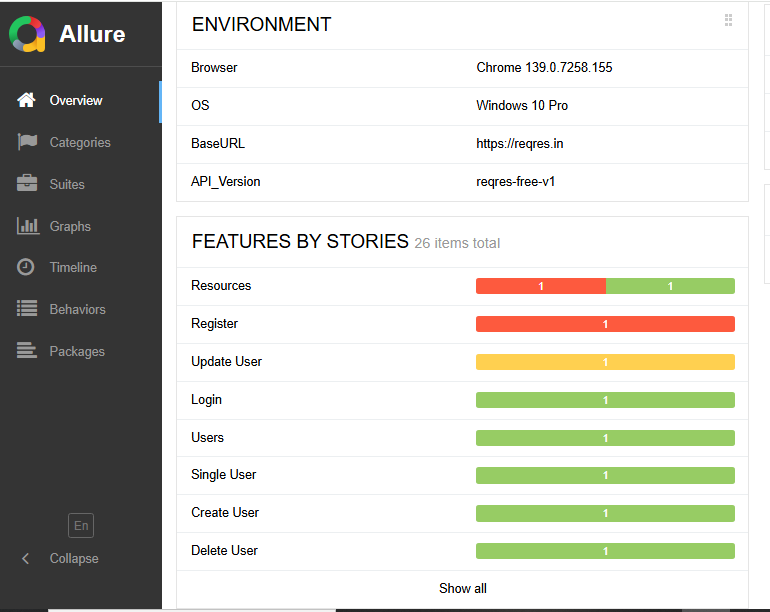 Allure
Overview
Categories
Suites
Graphs
Timeline
Behaviors
Packages
En
Collapse
ENVIRONMENT
Browser Chrome 139.0.7258.155
OS Windows 10 Pro
BaseURL https://reqres.in
API_Version reqres-free-v1
FEATURES BY STORIES 26 items total
Resources 1 1
Register 1
Update User 1
Login 1
Users 1
Single User 1
Create User 1
Delete User 1
Show all